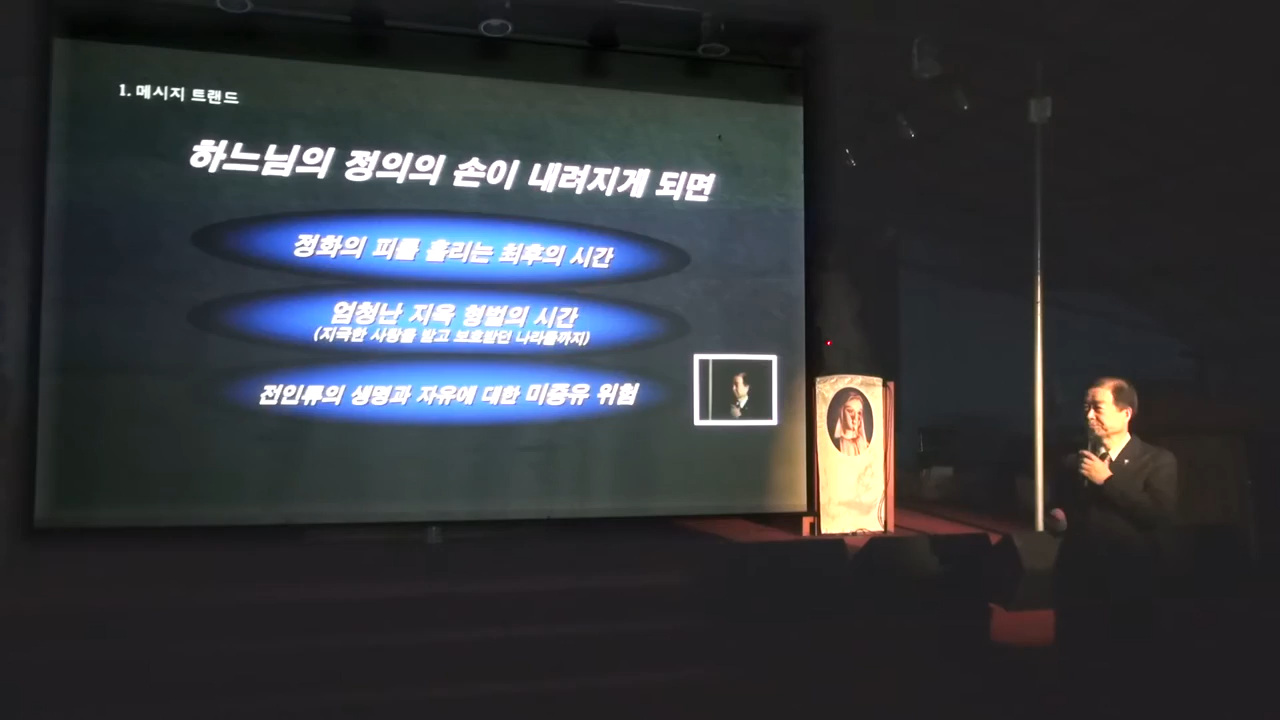 1. 메시지 트랜드
하느님의 정의의 손이 내려지게 되면
정화의 피를 흘리는 최후의 시간
엄청난 지옥 형벌의 시간
(지극한 사랑을 받고 보호받던 나라들까지)
전인류의 생명과 자유에 대한 미증유 위험